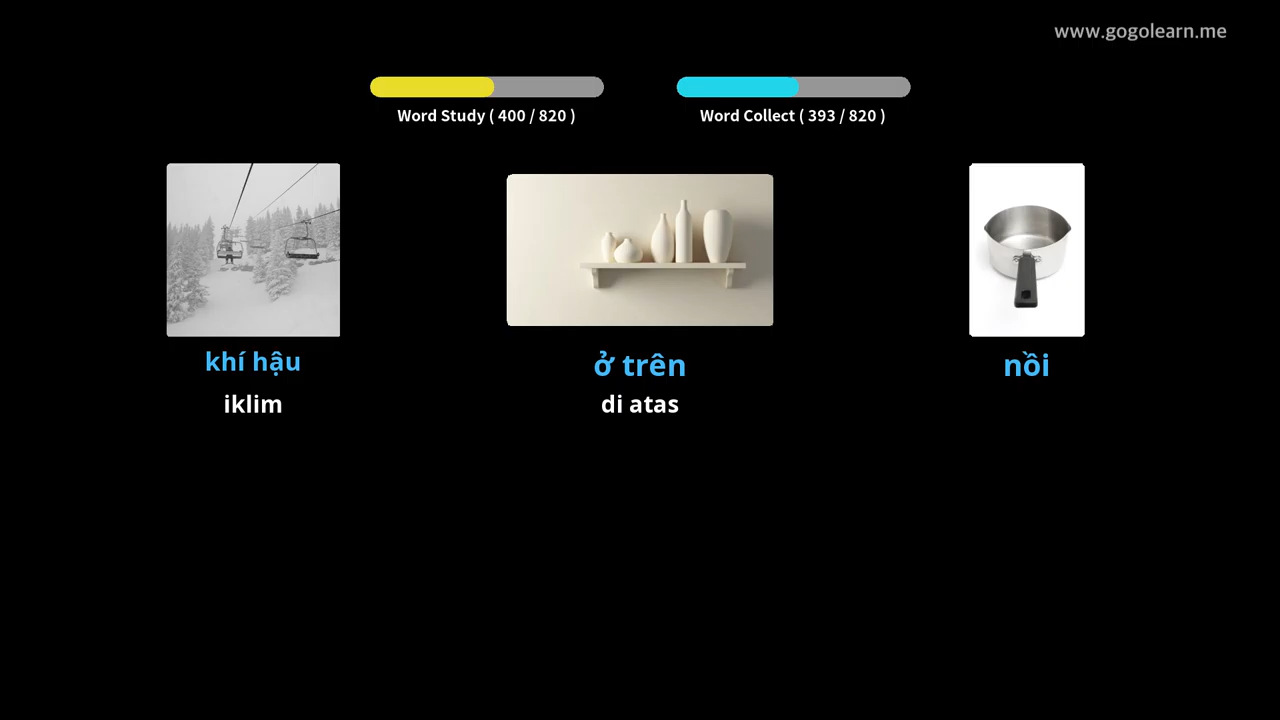 www.gogolearn.me
Word Study ( 400 / 820 )
Word Collect ( 393 / 820 )
khí hậu
iklim
ở trên
di atas
nồi